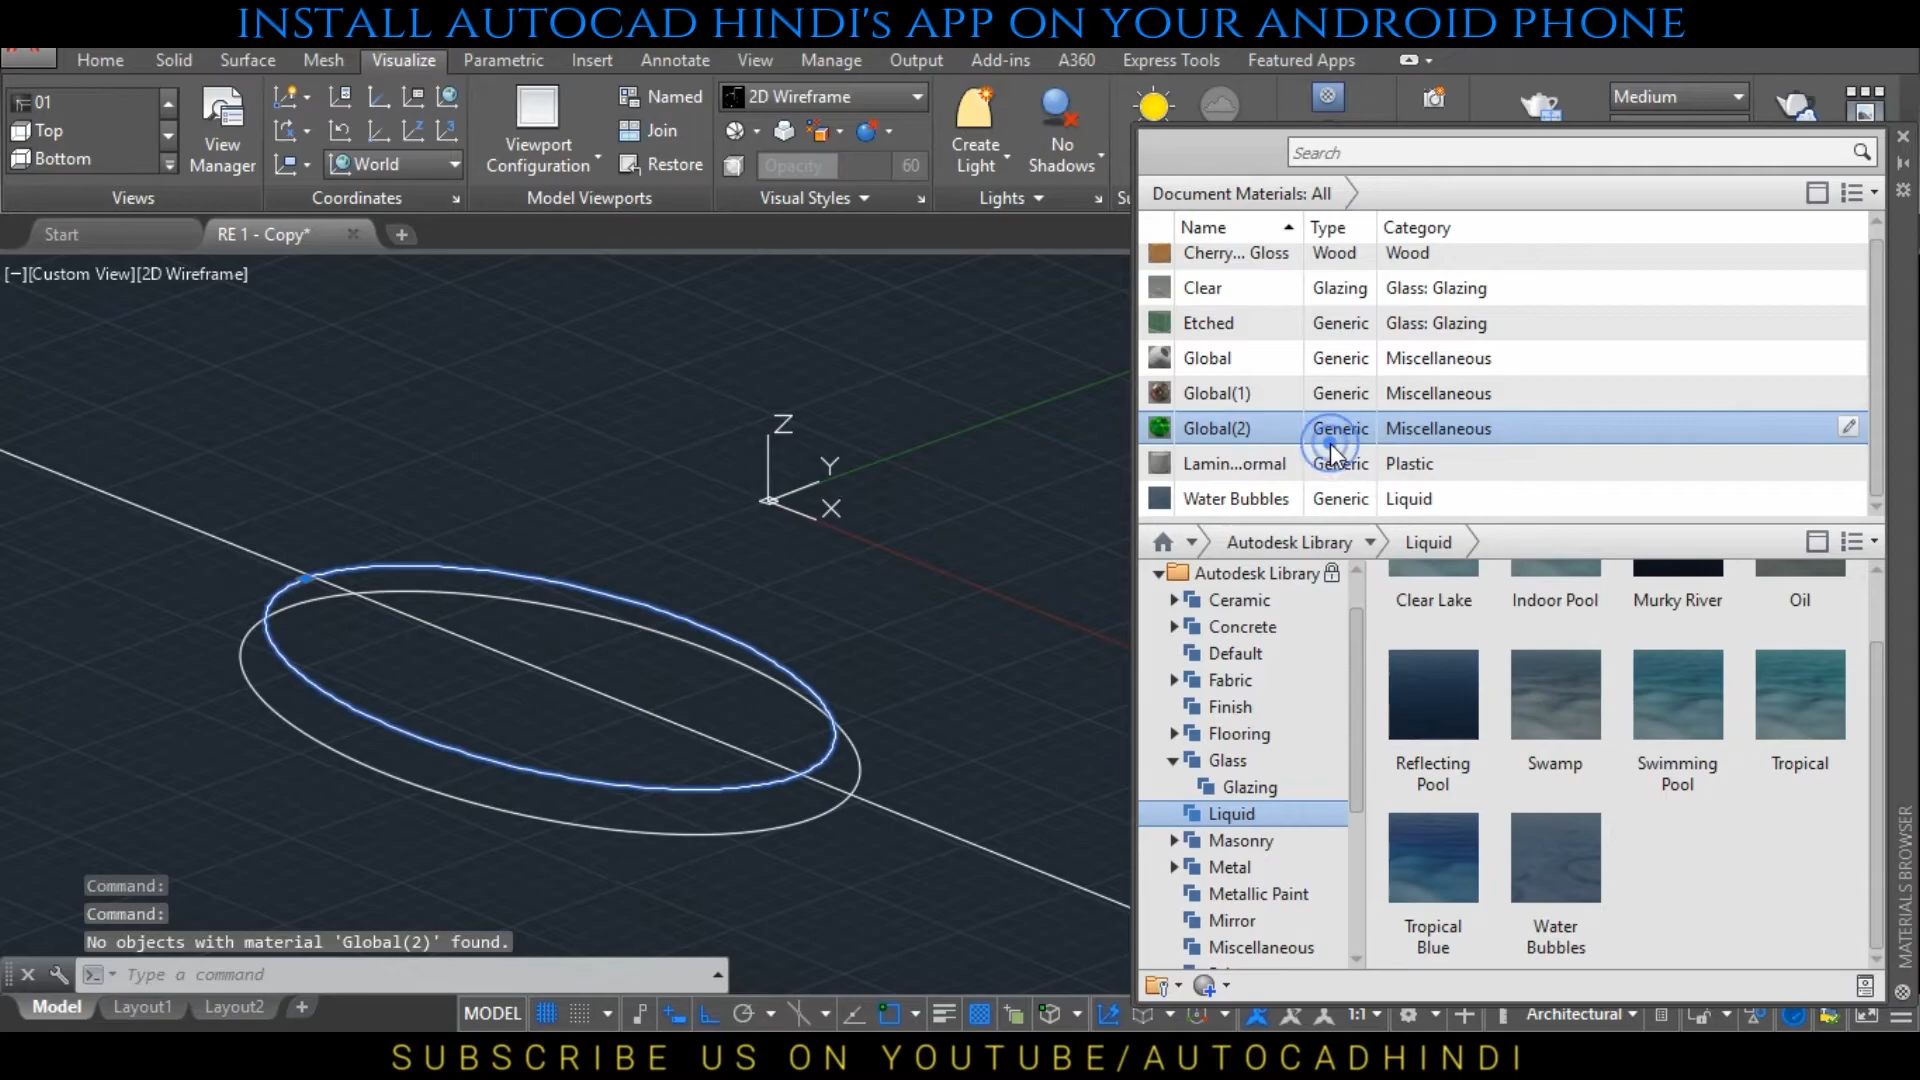 INSTALL AUTOCAD HINDI'S APP ON YOUR ANDROID PHONE
Home Solid Surface Mesh Visualize Parametric Insert Annotate View Manage Output Add-ins A360 Express Tools Featured Apps
01
Top
Bottom
View
Manager
World
Viewport
Configuration
Named
Join
Restore
2D Wireframe
Opacity 60
Create
Light
No
Shadows
Medium
Views Coordinates Model Viewports Visual Styles Lights
Start RE 1 - Copy*
[−][Custom View][2D Wireframe]
Z
Y
X
Search
Document Materials: All
Name Type Category
Cherry... Gloss Wood Wood
Clear Glazing Glass: Glazing
Etched Generic Glass: Glazing
Global Generic Miscellaneous
Global(1) Generic Miscellaneous
Global(2) Generic Miscellaneous
Lamin...ormal Generic Plastic
Water Bubbles Generic Liquid
Autodesk Library Liquid
Autodesk Library
Ceramic
Concrete
Default
Fabric
Finish
Flooring
Glass
Glazing
Liquid
Masonry
Metal
Metallic Paint
Mirror
Miscellaneous
Clear Lake Indoor Pool Murky River Oil
Reflecting
Pool
Swamp
Swimming
Pool
Tropical
Tropical
Blue
Water
Bubbles
MATERIALS BROWSER
Command:
Command:
No objects with material 'Global(2)' found.
Type a command
Model Layout1 Layout2
MODEL
1:1
Architectural
SUBSCRIBE US ON YOUTUBE/AUTOCADHINDI